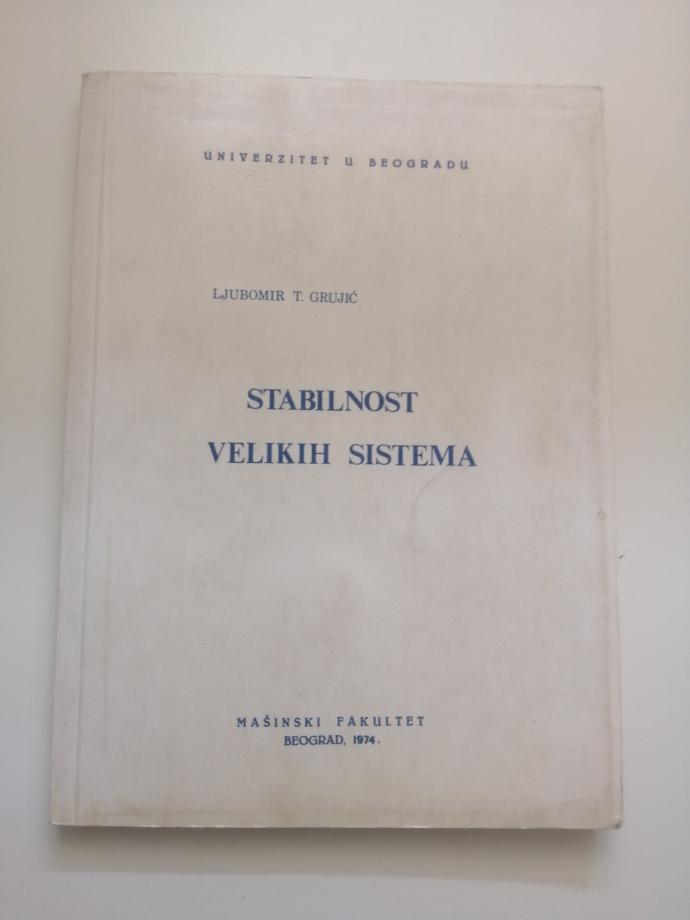 UNIVERZITET U BEOGRADU
LJUBOMIR T. GRUJIĆ
STABILNOST
VELIKIH SISTEMA
MAŠINSKI FAKULTET
BEOGRAD, 1974.